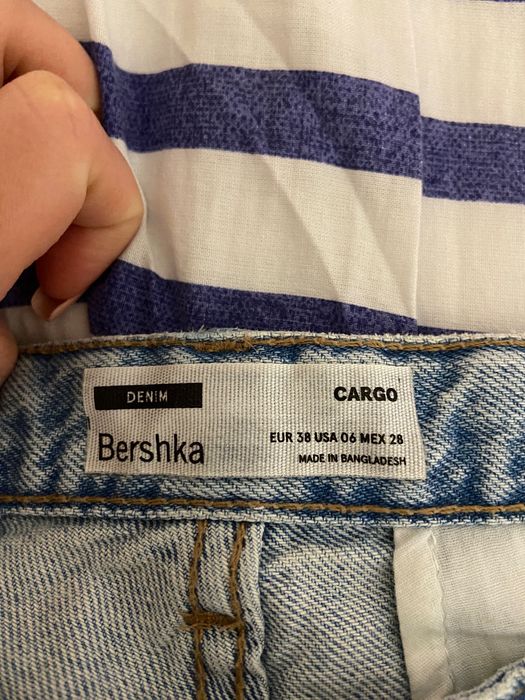 DENIM
CARGO
Bershka
EUR 38 USA 06 MEX 28
MADE IN BANGLADESH